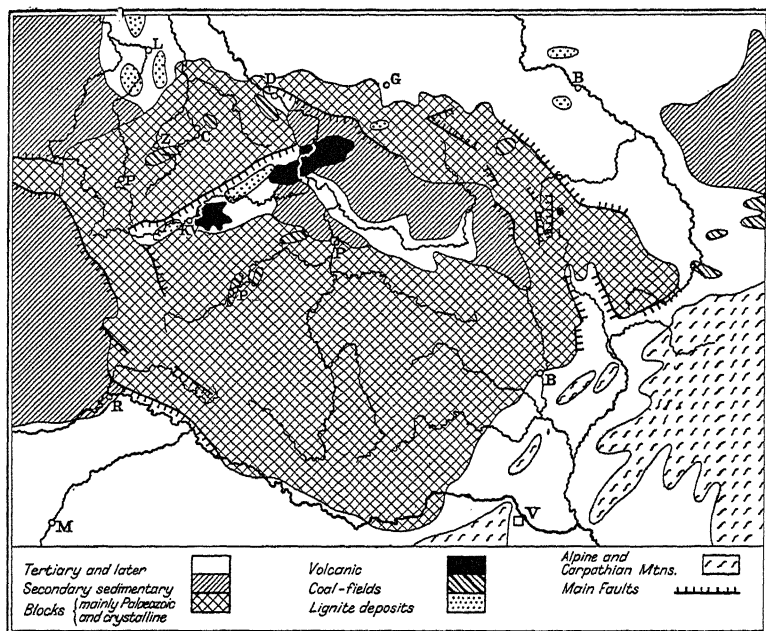 L
D
G
B
Z
C
P
P
P
B
R
M
V
Tertiary and later
Secondary sedimentary
Blocks { mainly Palaeozoic
and crystalline
Volcanic
Coal-fields
Lignite deposits
Alpine and
Carpathian Mtns.
Main Faults